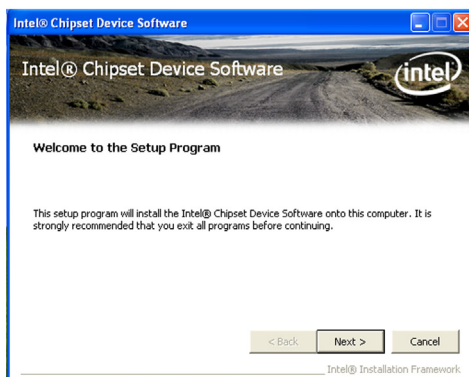 Intel® Chipset Device Software
Intel® Chipset Device Software
intel
Welcome to the Setup Program
This setup program will install the Intel® Chipset Device Software onto this computer. It is
strongly recommended that you exit all programs before continuing.
< Back
Next >
Cancel
Intel® Installation Framework